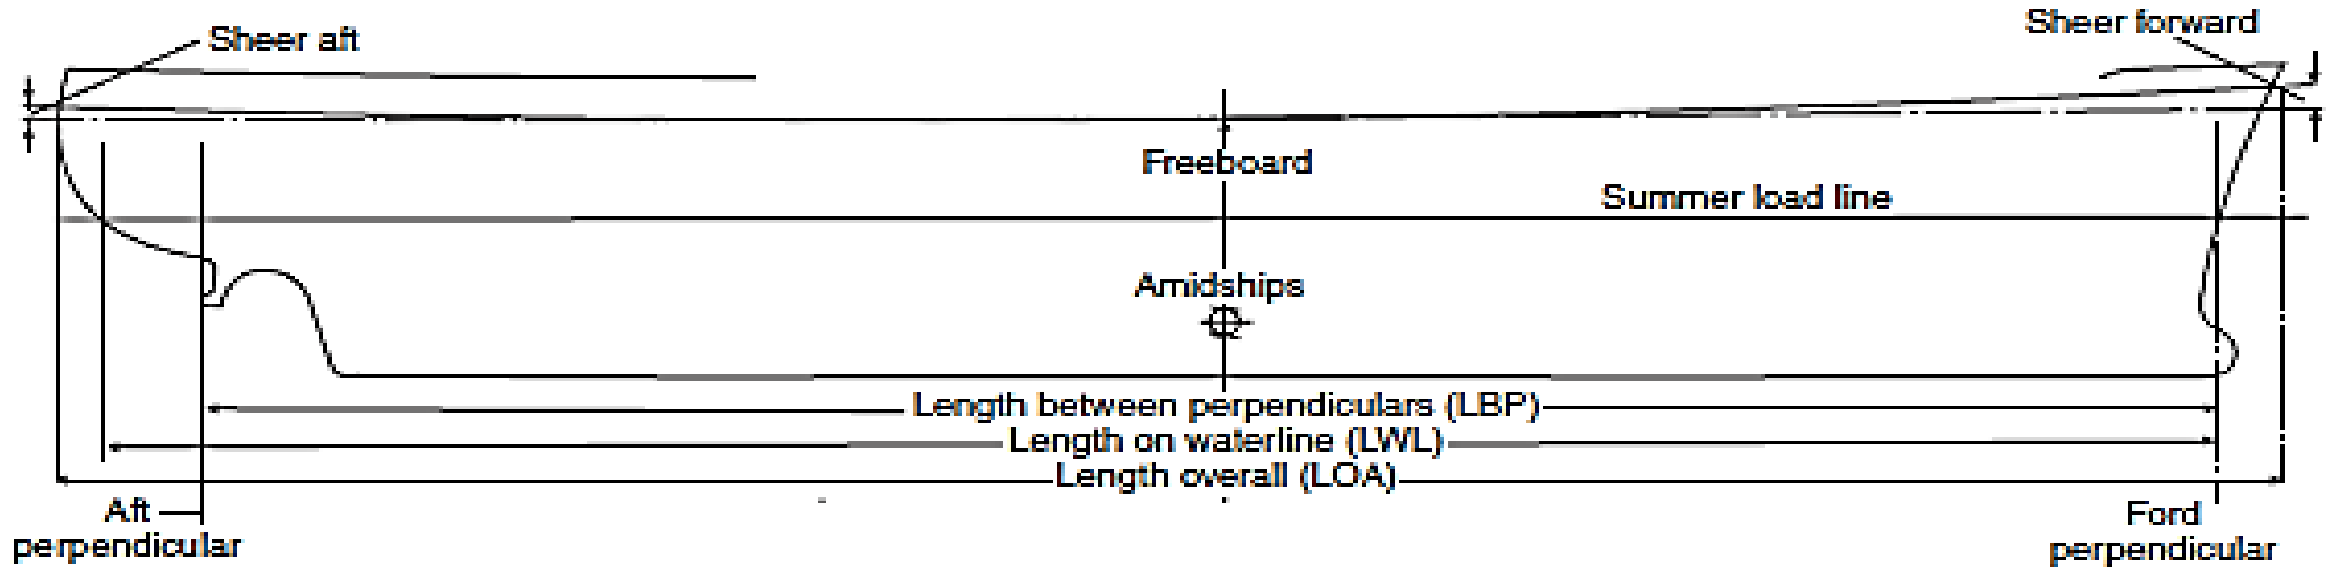 Sheer aft
Sheer forward
Freeboard
Summer load line
Amidships
Length between perpendiculars (LBP)
Length on waterline (LWL)
Length overall (LOA)
Aft
perpendicular
Ford
perpendicular